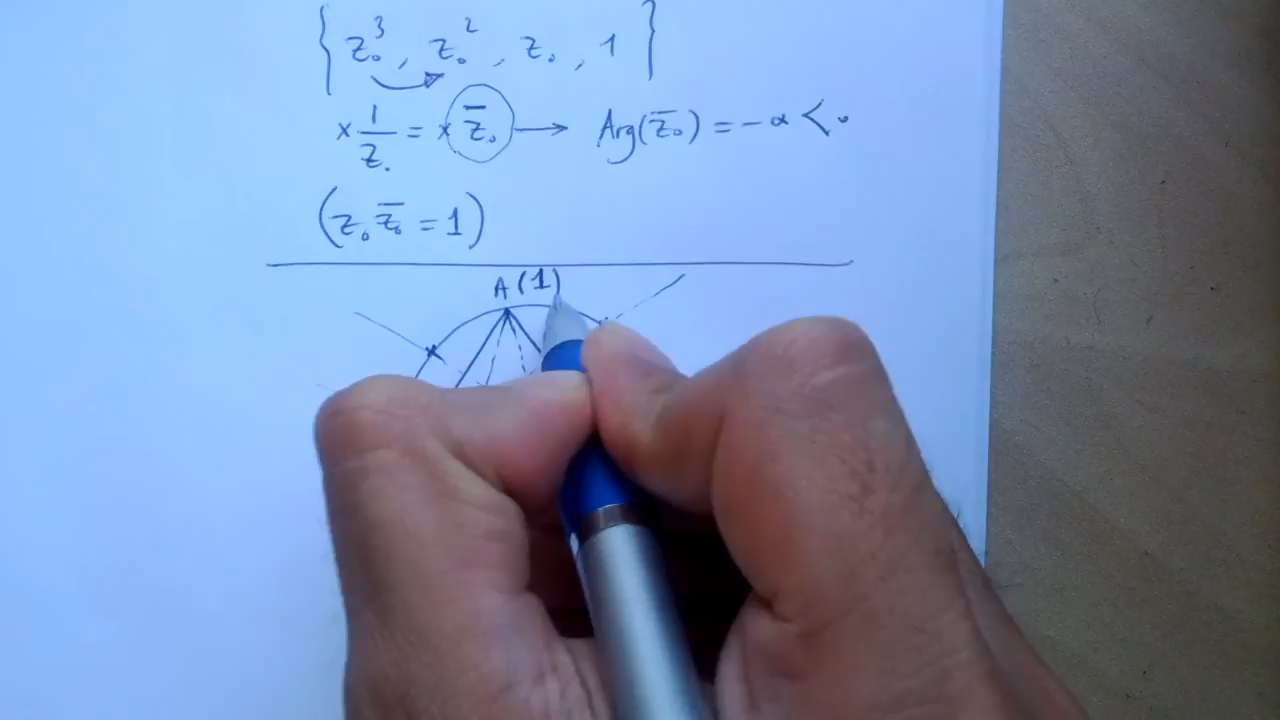 { z₀³, z₀², z₀, 1 }
× 1/z₀ = × z̄₀ → Arg(z̄₀) = -α < 0
(z₀ z̄₀ = 1)
A (1)